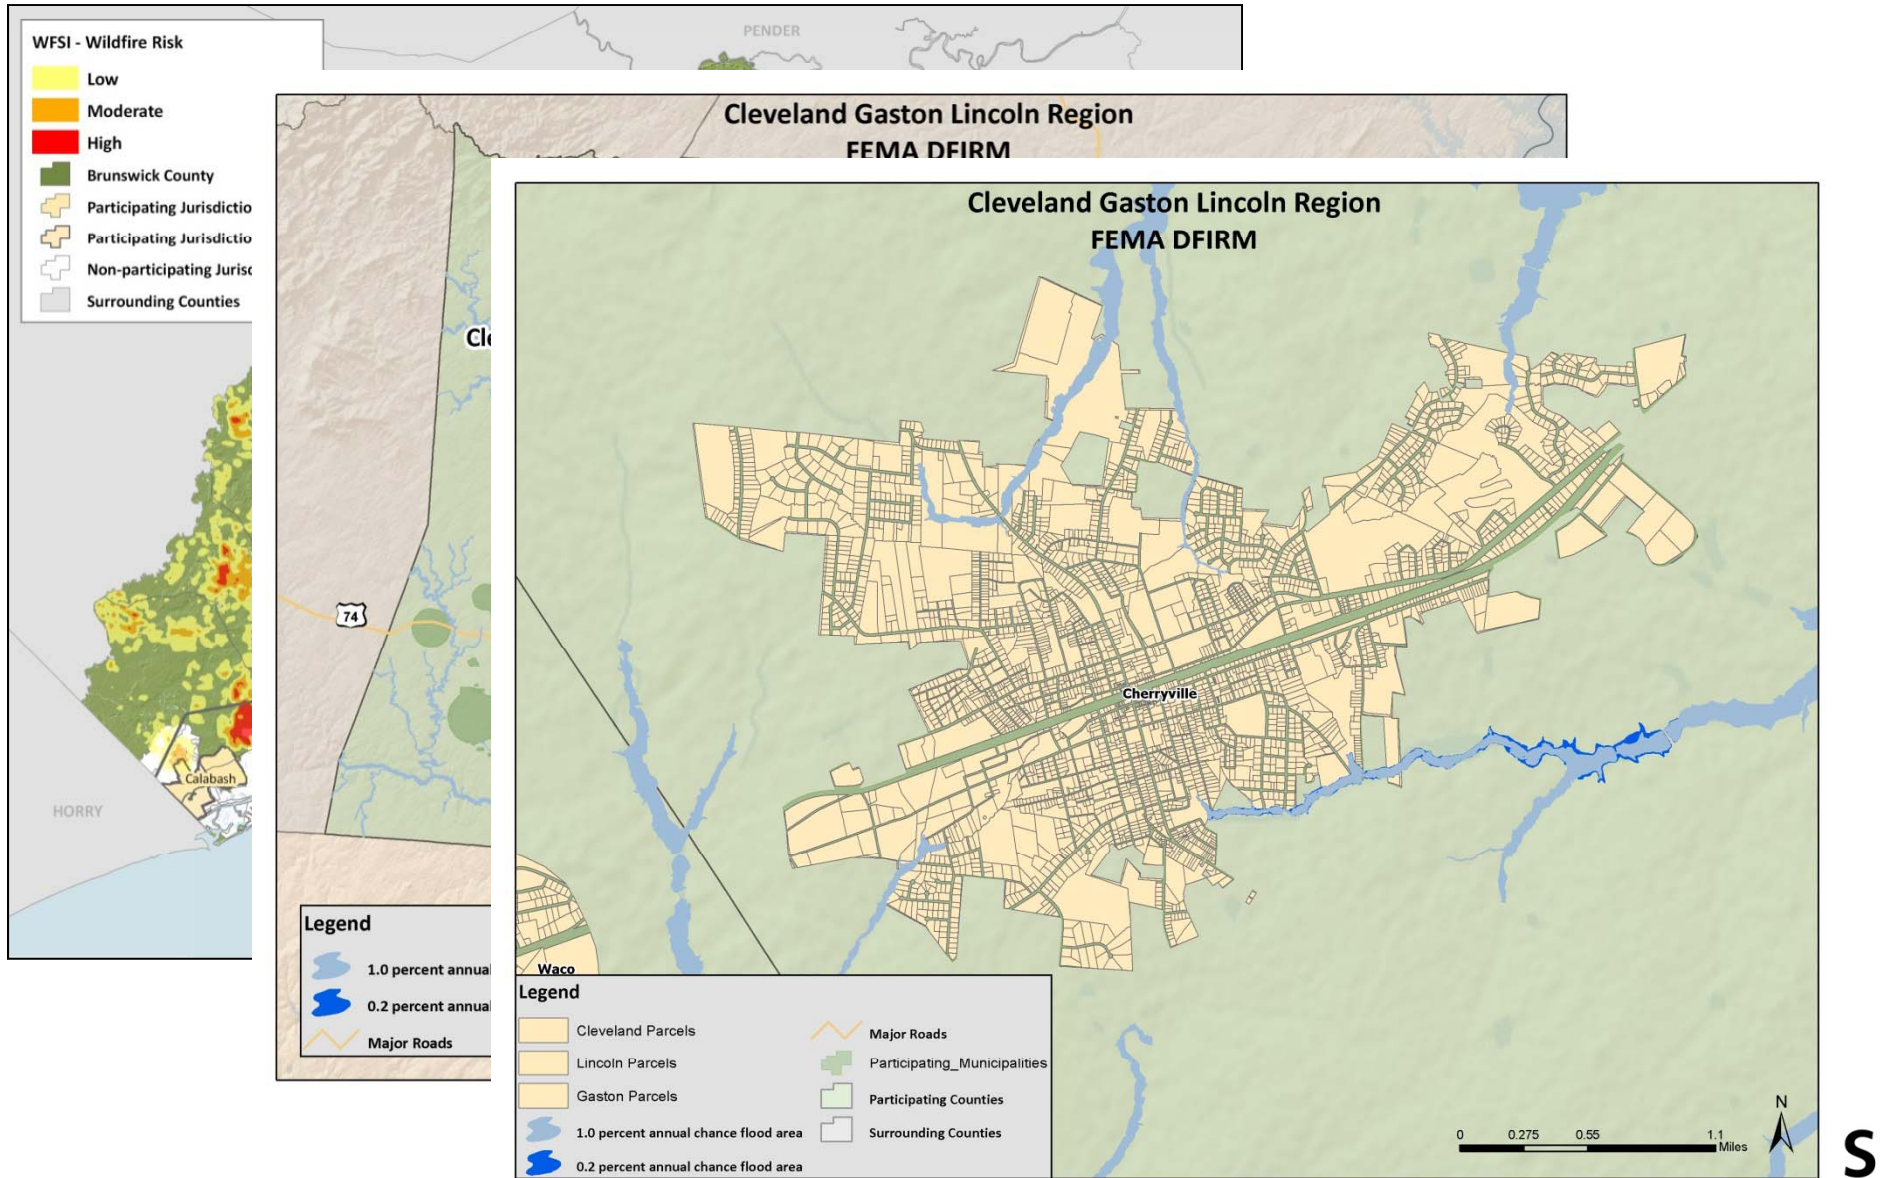 WFSI - Wildfire Risk
Low
Moderate
High
Brunswick County
Participating Jurisdictio
Participating Jurisdictio
Non-participating Jurisd
Surrounding Counties
PENDER
Calabash
HORRY
Cleveland Gaston Lincoln Region
FEMA DFIRM
Cle
74
Legend
1.0 percent annual
0.2 percent annual
Major Roads
Cleveland Gaston Lincoln Region
FEMA DFIRM
Cherryville
Waco
Legend
Cleveland Parcels
Lincoln Parcels
Gaston Parcels
1.0 percent annual chance flood area
0.2 percent annual chance flood area
Major Roads
Participating_Municipalities
Participating Counties
Surrounding Counties
0 0.275 0.55 1.1
Miles
N
S